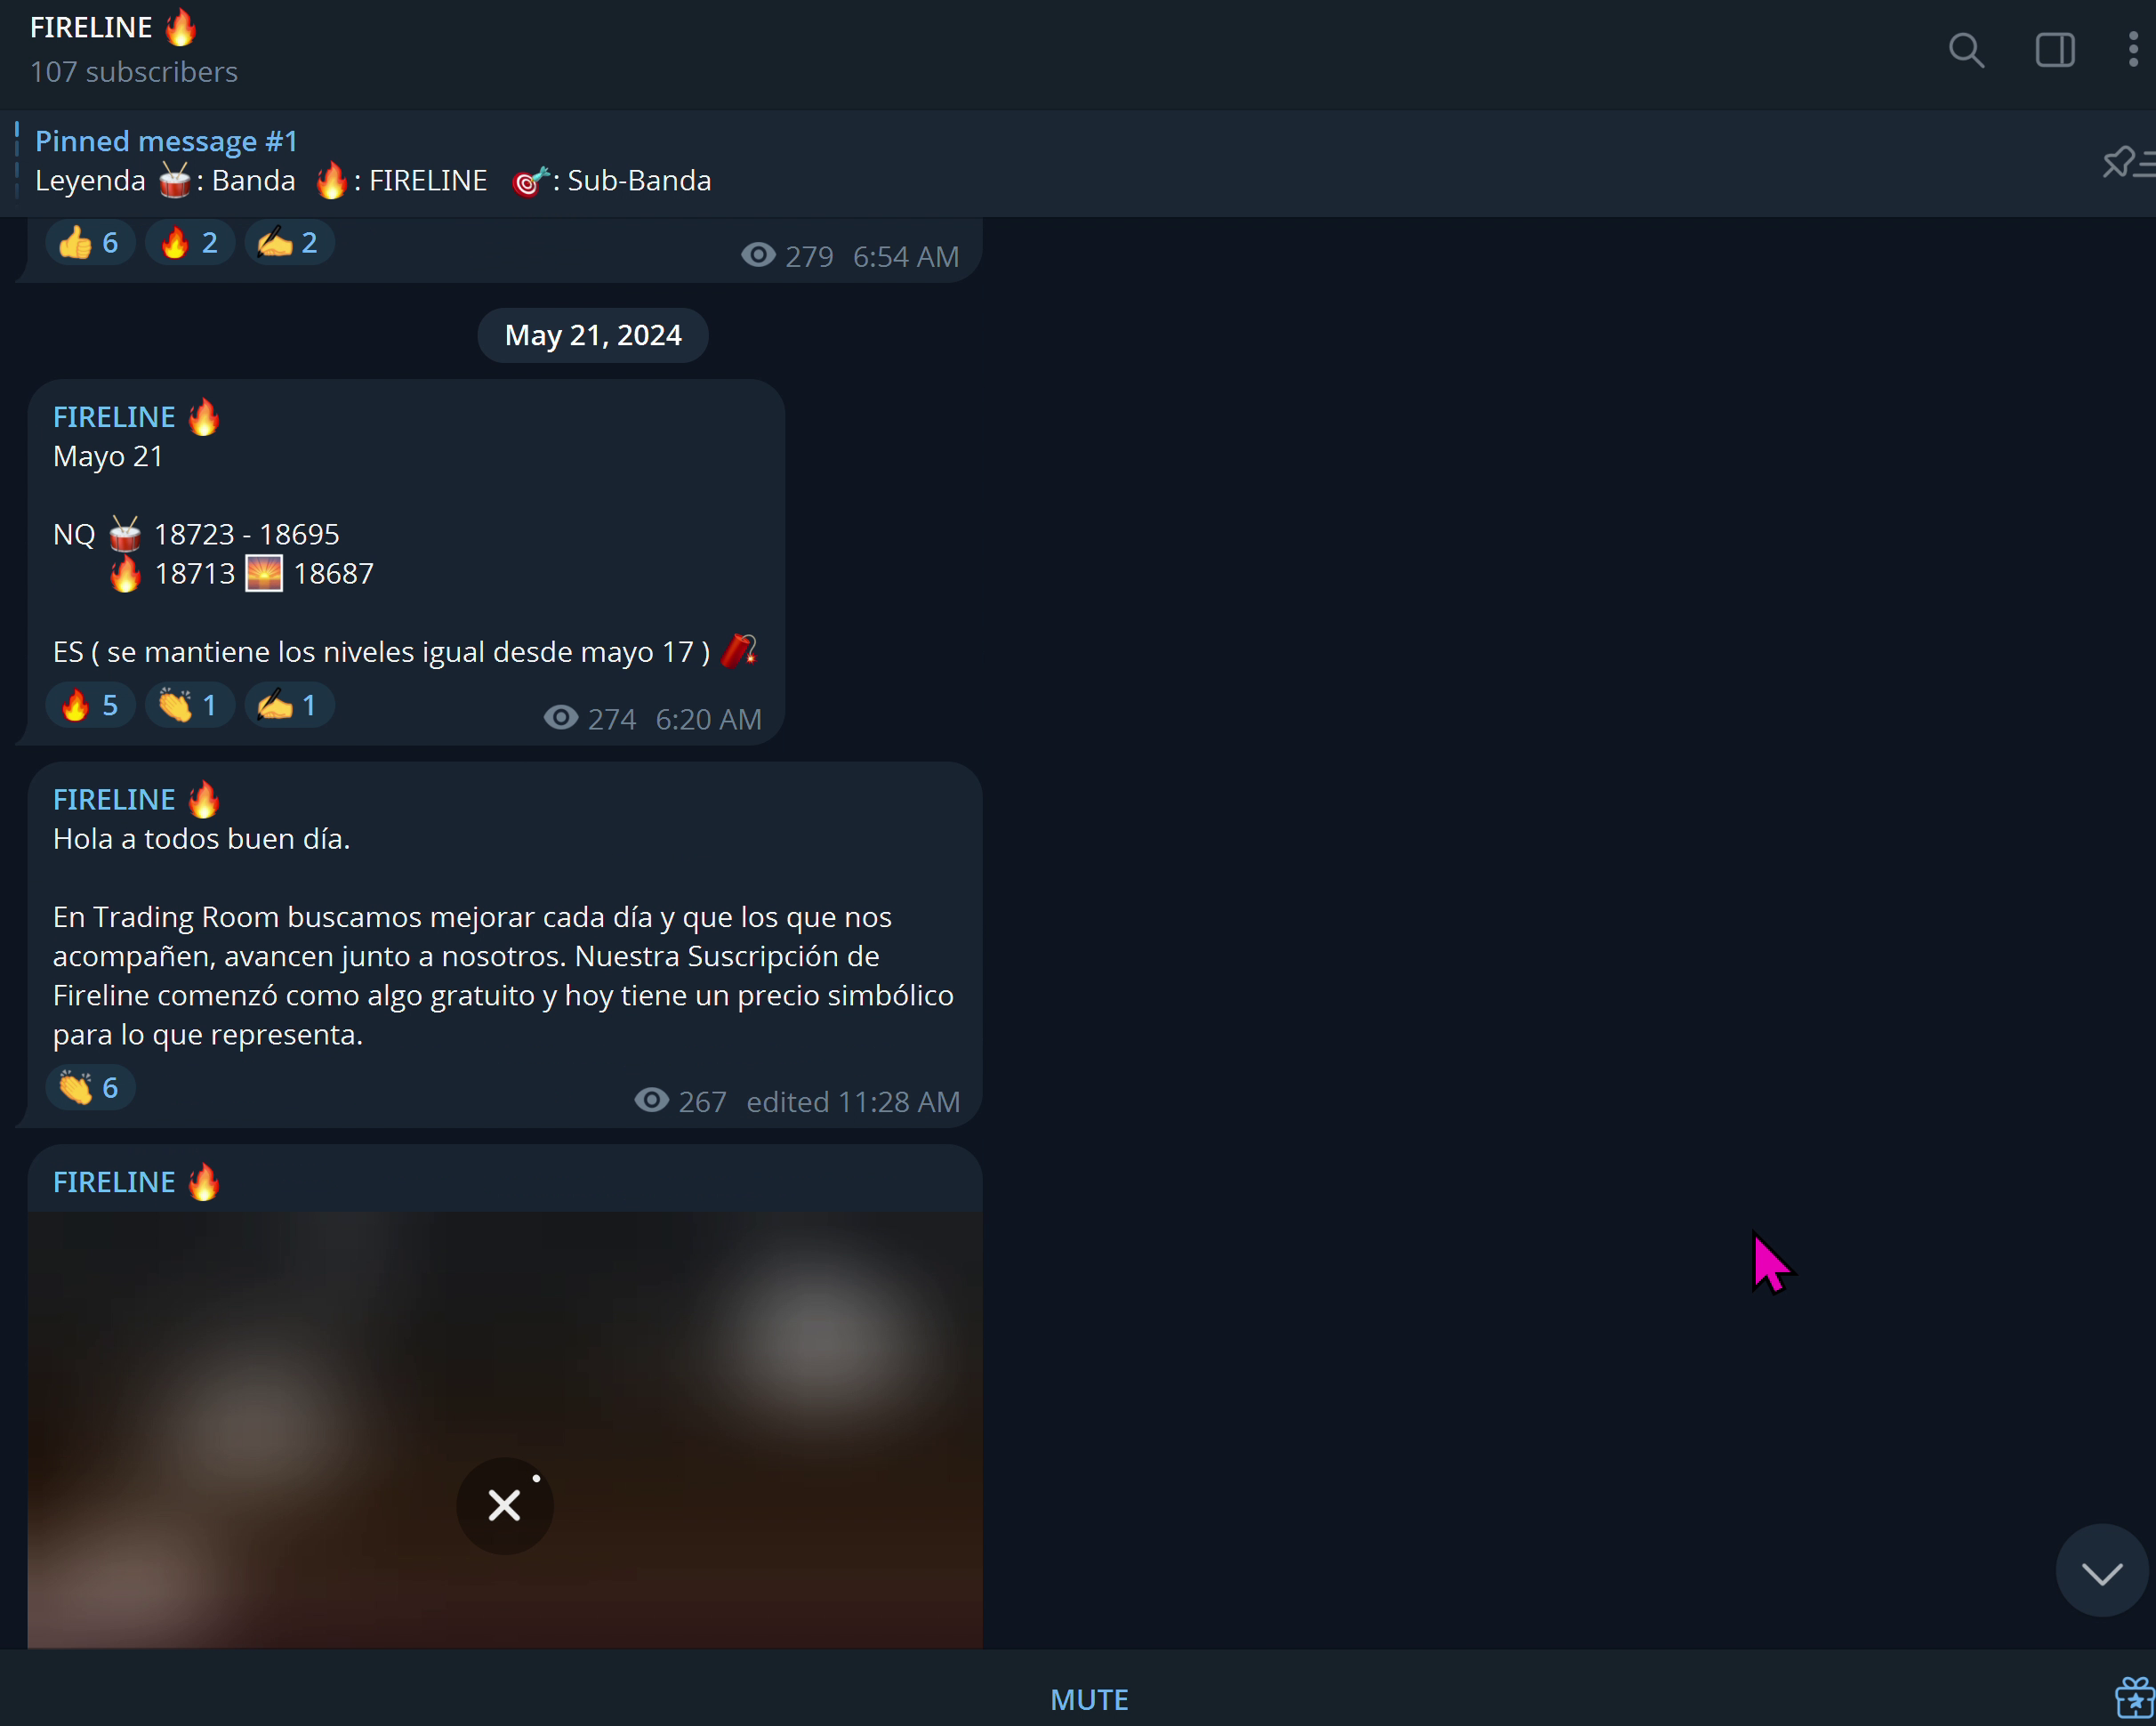 FIRELINE 🔥
107 subscribers
Pinned message #1
Leyenda 🥁: Banda 🔥: FIRELINE 🎯: Sub-Banda
👍 6 🔥 2 ✍️ 2 279 6:54 AM
May 21, 2024
FIRELINE 🔥
Mayo 21
NQ 🥁 18723 - 18695
🔥 18713 🌅 18687
ES ( se mantiene los niveles igual desde mayo 17 ) 🧨
🔥 5 👏 1 ✍️ 1 274 6:20 AM
FIRELINE 🔥
Hola a todos buen día.
En Trading Room buscamos mejorar cada día y que los que nos
acompañen, avancen junto a nosotros. Nuestra Suscripción de
Fireline comenzó como algo gratuito y hoy tiene un precio simbólico
para lo que representa.
👏 6 267 edited 11:28 AM
FIRELINE 🔥
MUTE